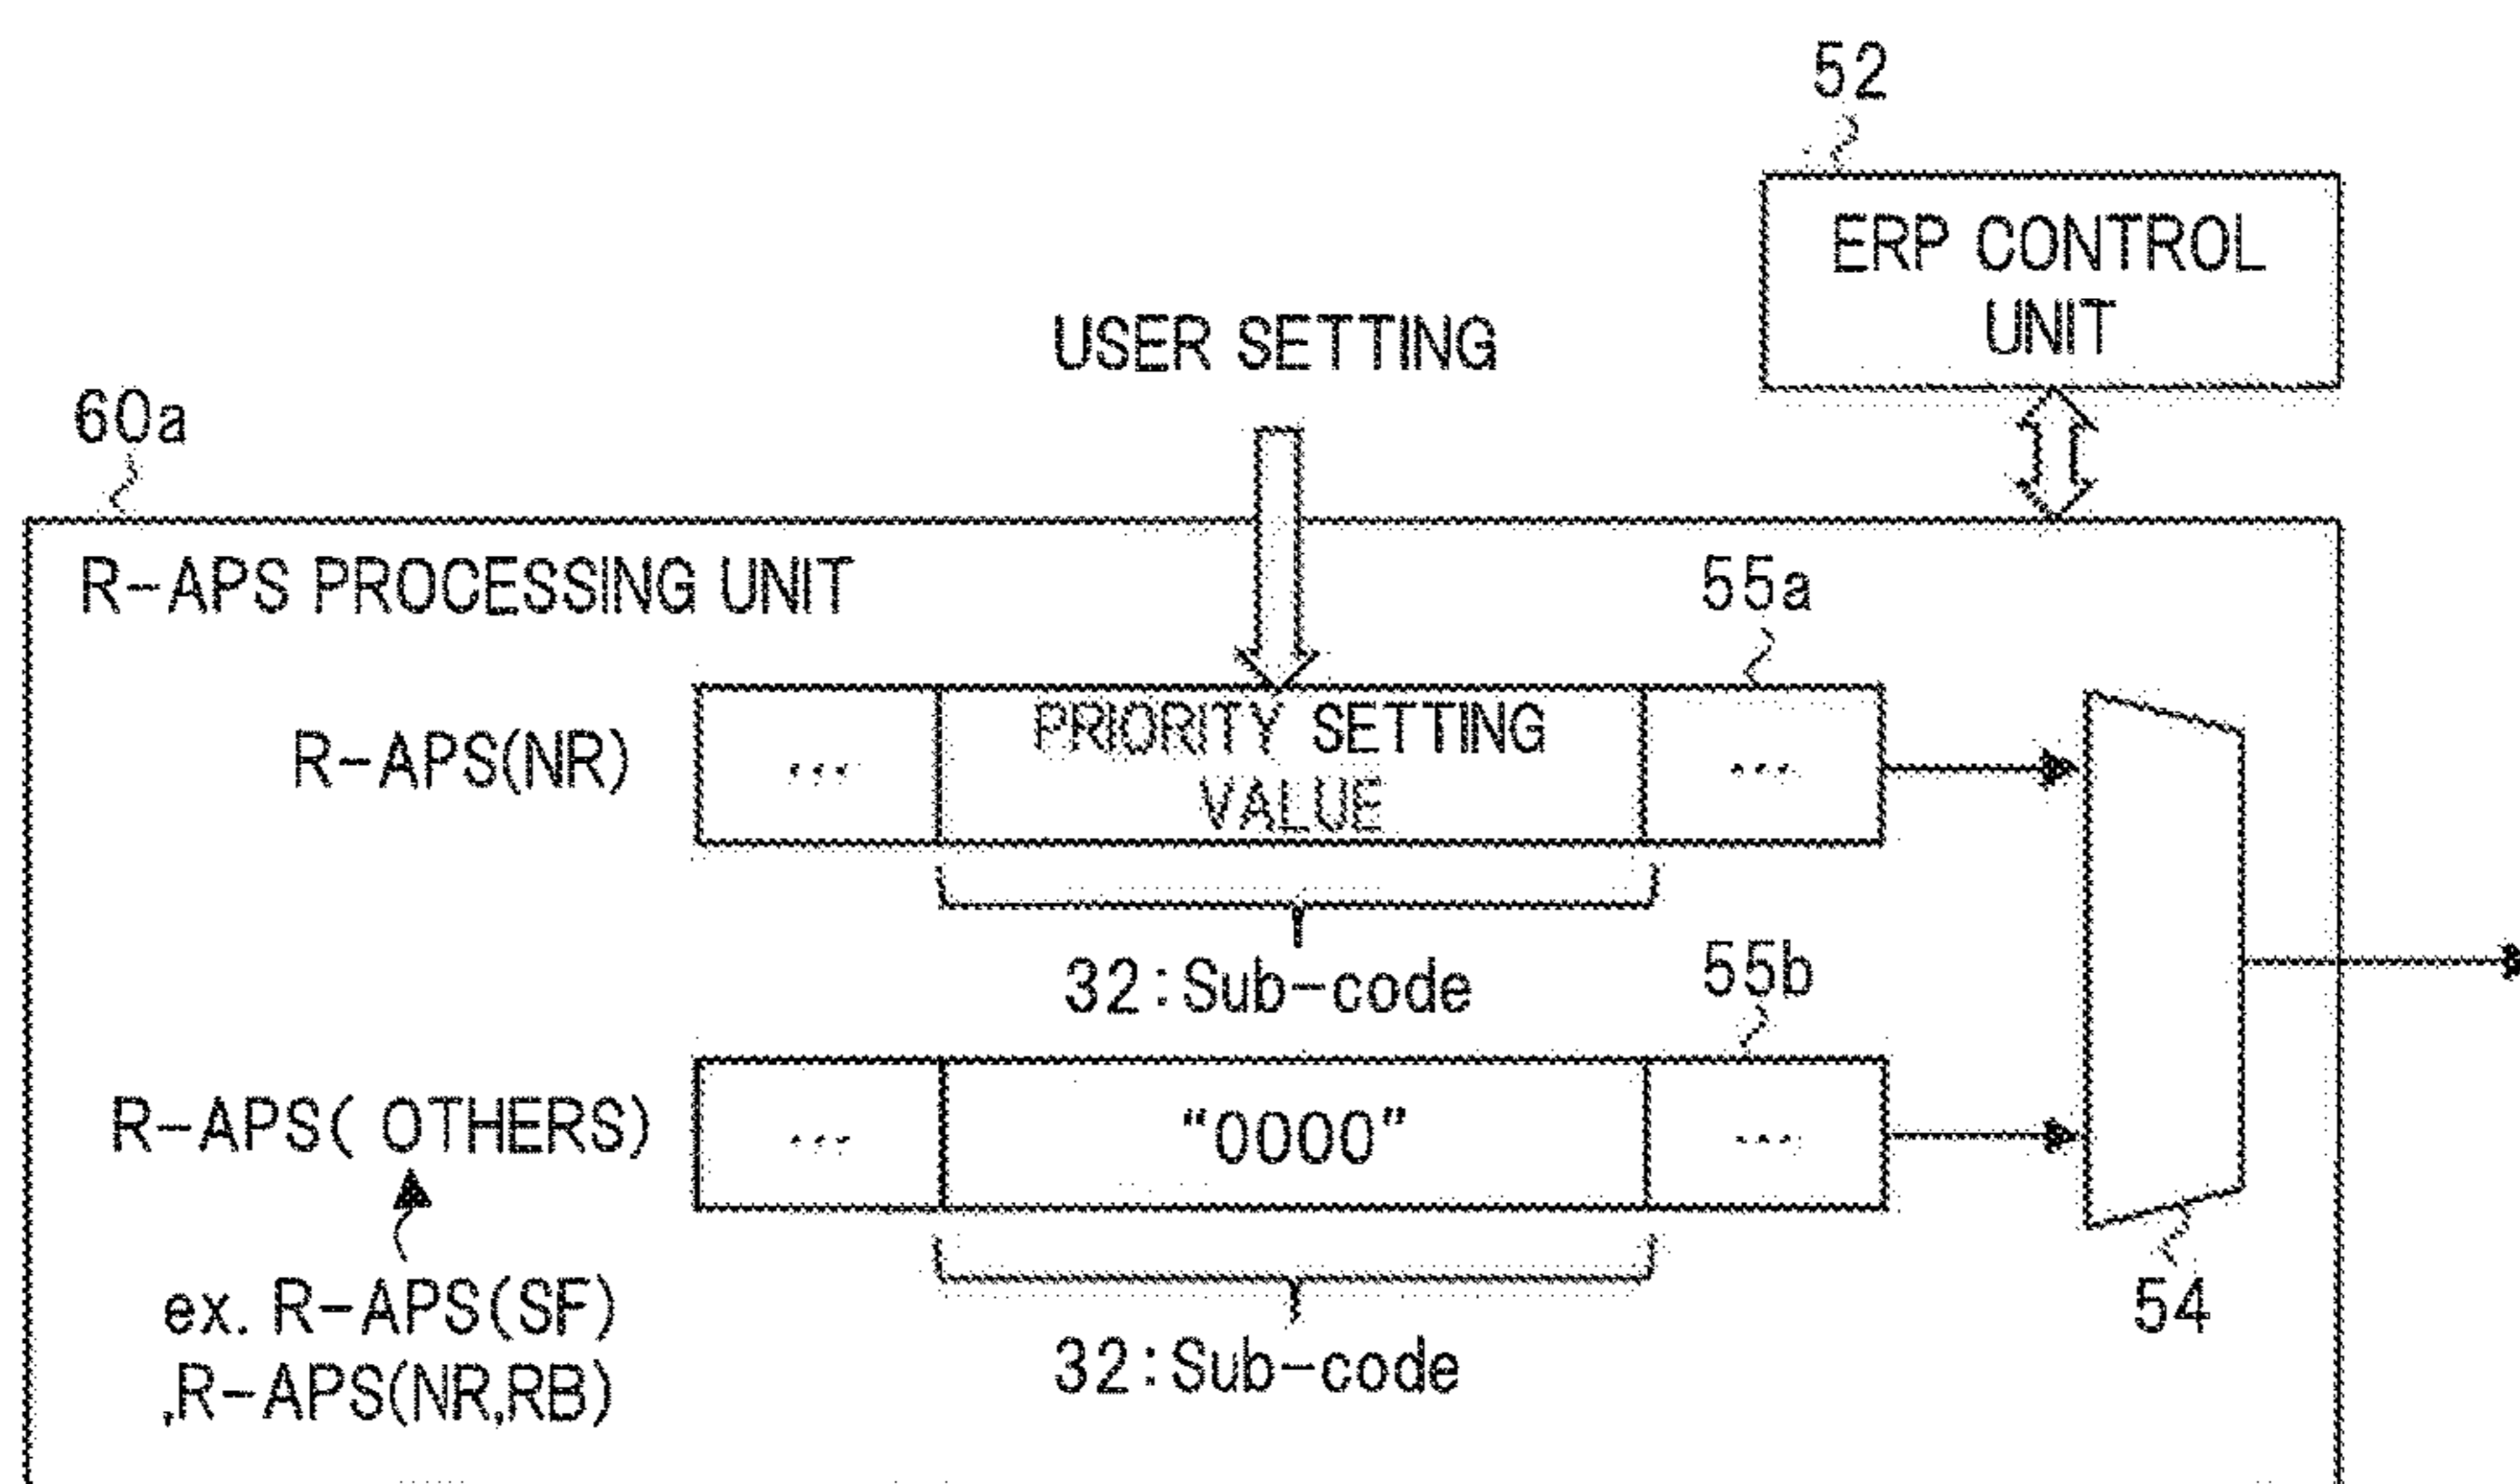 52
ERP CONTROL
UNIT
USER SETTING
60a
R-APS PROCESSING UNIT
55a
R-APS(NR)
...
PRIORITY SETTING
VALUE
...
32:Sub-code
55b
R-APS( OTHERS)
...
“0000”
...
ex. R-APS(SF)
,R-APS(NR,RB)
32:Sub-code
54